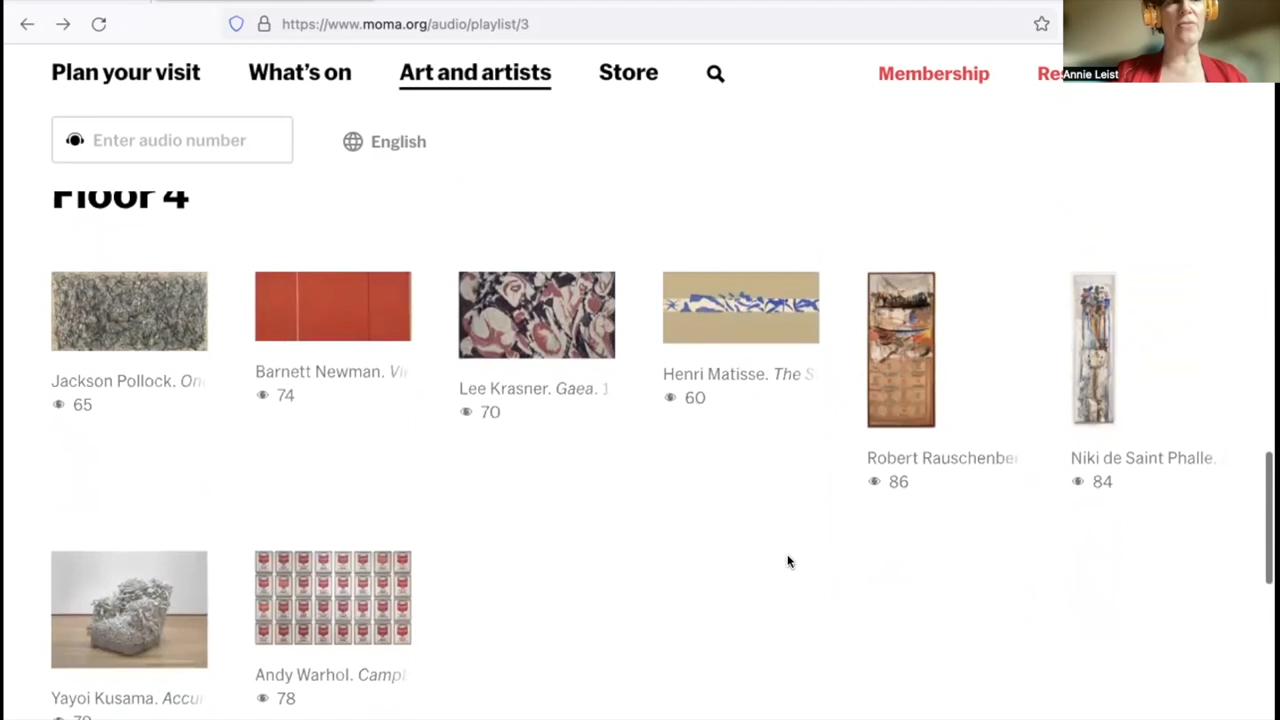 https://www.moma.org/audio/playlist/3
Plan your visit
What's on
Art and artists
Store
Membership
Annie Leist
Enter audio number
English
Floor 4
Jackson Pollock. On
65
Barnett Newman. Vi
74
Lee Krasner. Gaea. 1
70
Henri Matisse. The S
60
Robert Rauschenbe
86
Niki de Saint Phalle.
84
Yayoi Kusama. Accu
Andy Warhol. Campl
78